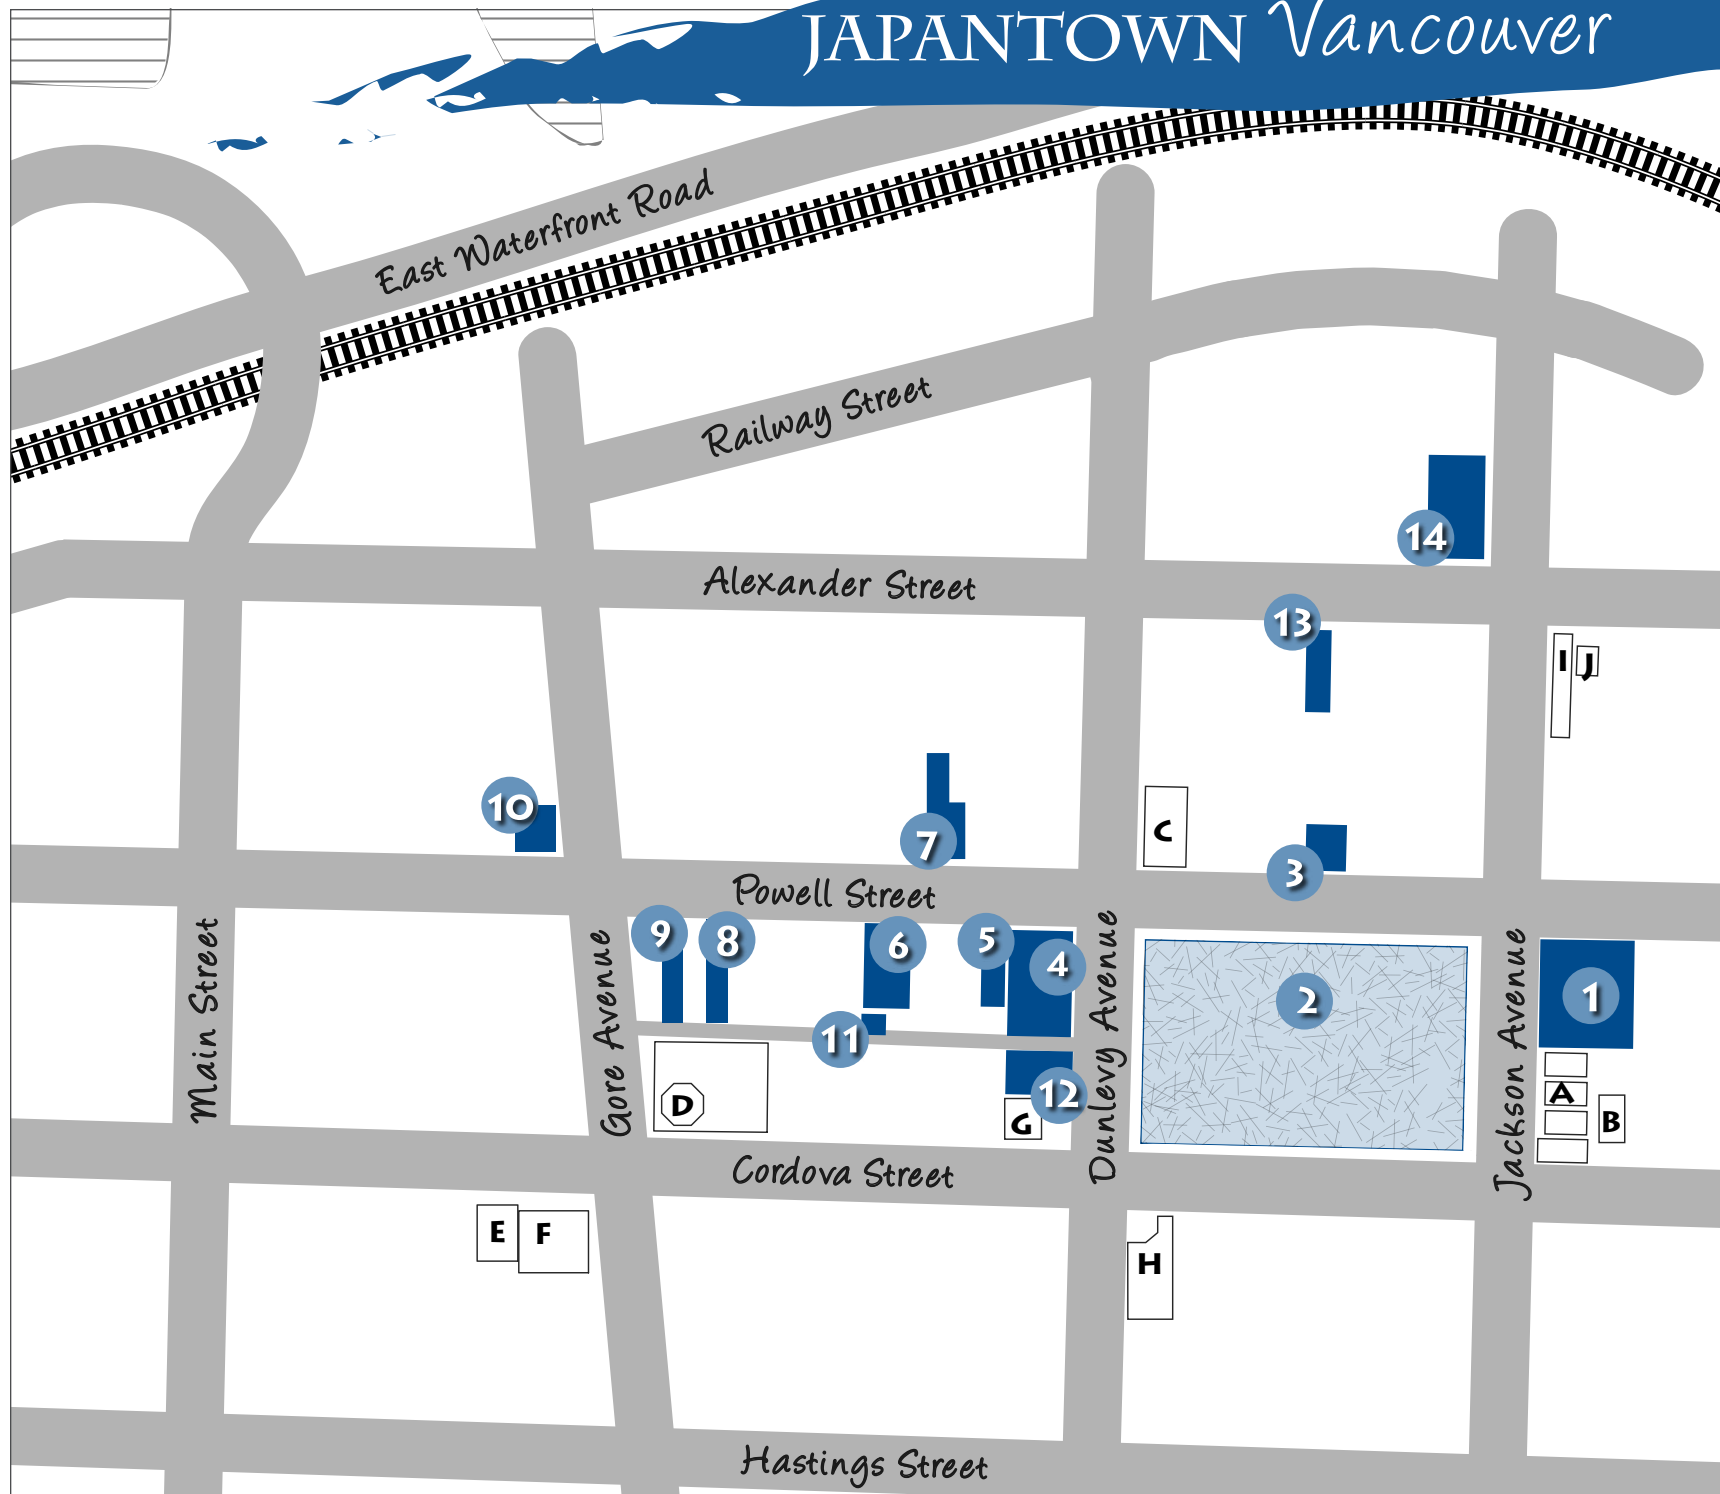 JAPANTOWN Vancouver
East Waterfront Road
Railway Street
14
Alexander Street
13
I
J
10
7
C
3
Powell Street
9
8
6
5
4
2
1
Main Street
Gore Avenue
Dunlevy Avenue
Jackson Avenue
11
12
D
G
A
B
Cordova Street
E
F
H
Hastings Street